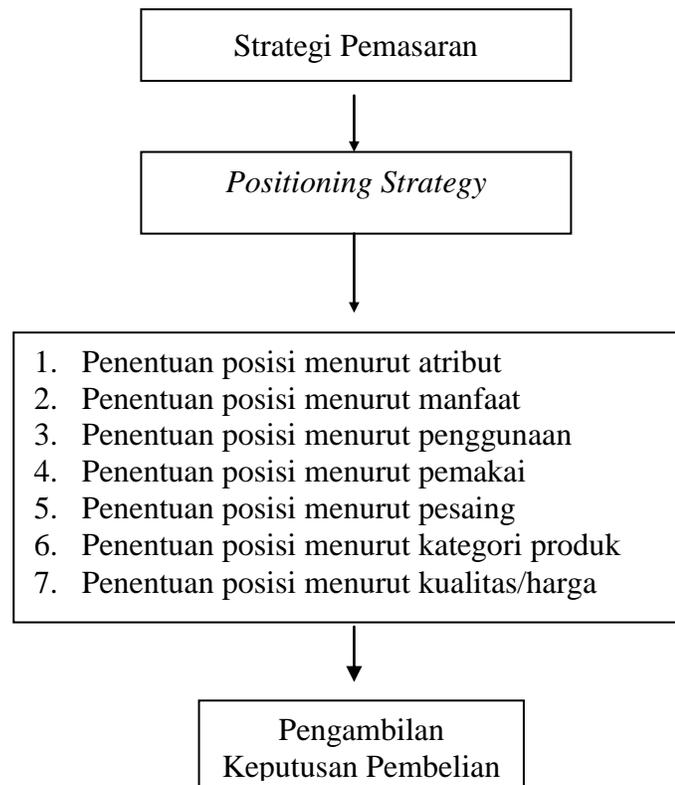 Strategi Pemasaran
Positioning Strategy
1. Penentuan posisi menurut atribut
2. Penentuan posisi menurut manfaat
3. Penentuan posisi menurut penggunaan
4. Penentuan posisi menurut pemakai
5. Penentuan posisi menurut pesaing
6. Penentuan posisi menurut kategori produk
7. Penentuan posisi menurut kualitas/harga
Pengambilan
Keputusan Pembelian